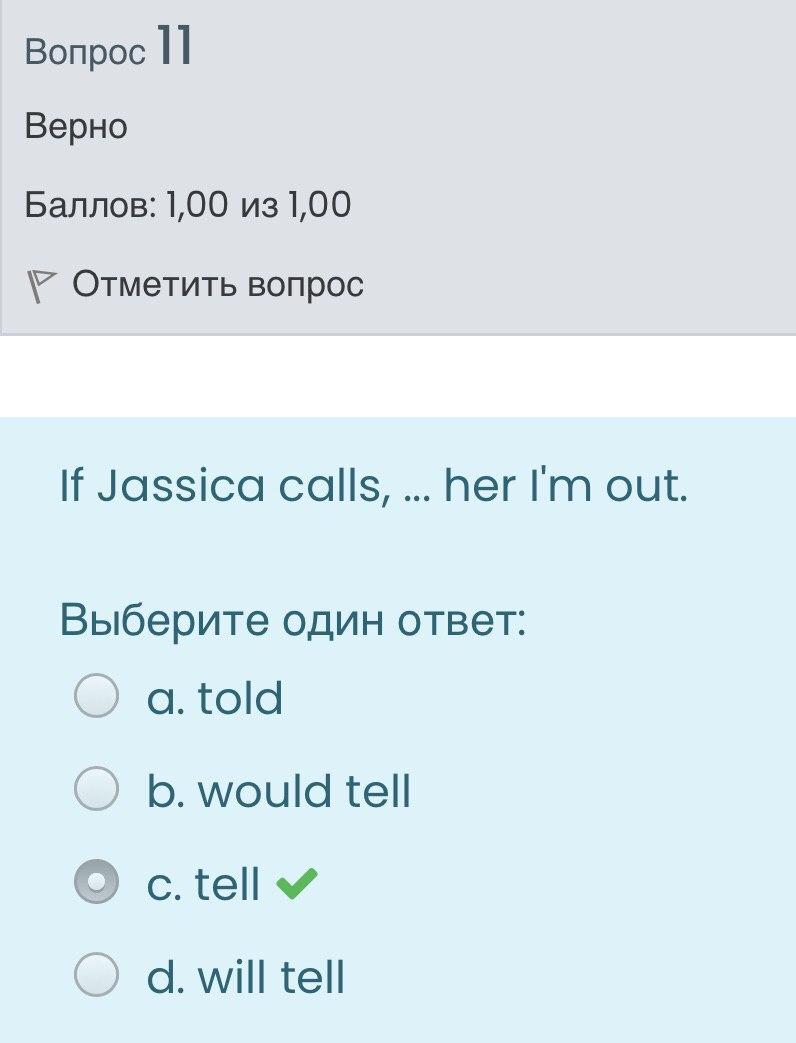 Вопрос 11
Верно
Баллов: 1,00 из 1,00
Отметить вопрос
If Jassica calls, ... her I'm out.
Выберите один ответ:
a. told
b. would tell
c. tell
d. will tell